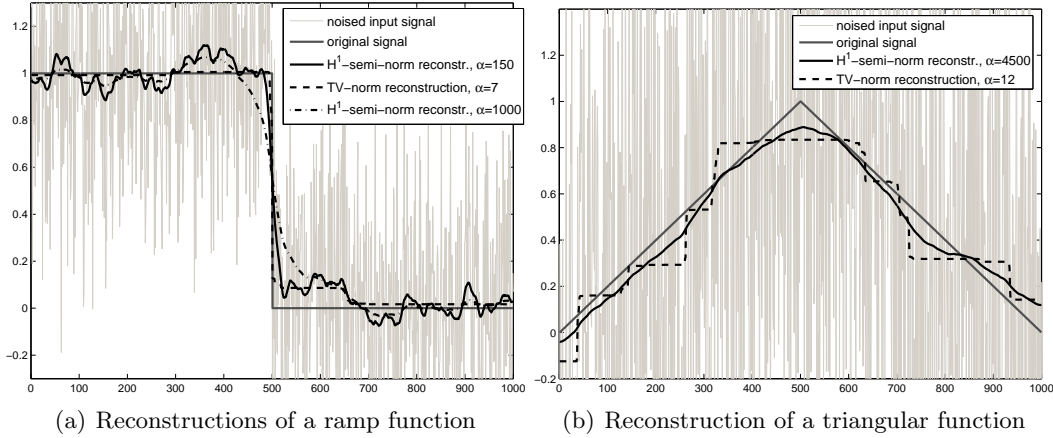 1.2
1
0.8
0.6
0.4
0.2
0
−0.2
0 100 200 300 400 500 600 700 800 900 1000
noised input signal
original signal
H¹−semi−norm reconstr., α=150
TV−norm reconstruction, α=7
H¹−semi−norm reconstr., α=1000
(a) Reconstructions of a ramp function
1.4
1.2
1
0.8
0.6
0.4
0.2
0
−0.2
0 100 200 300 400 500 600 700 800 900 1000
noised input signal
original signal
H¹−semi−norm reconstr., α=4500
TV−norm reconstruction, α=12
(b) Reconstruction of a triangular function